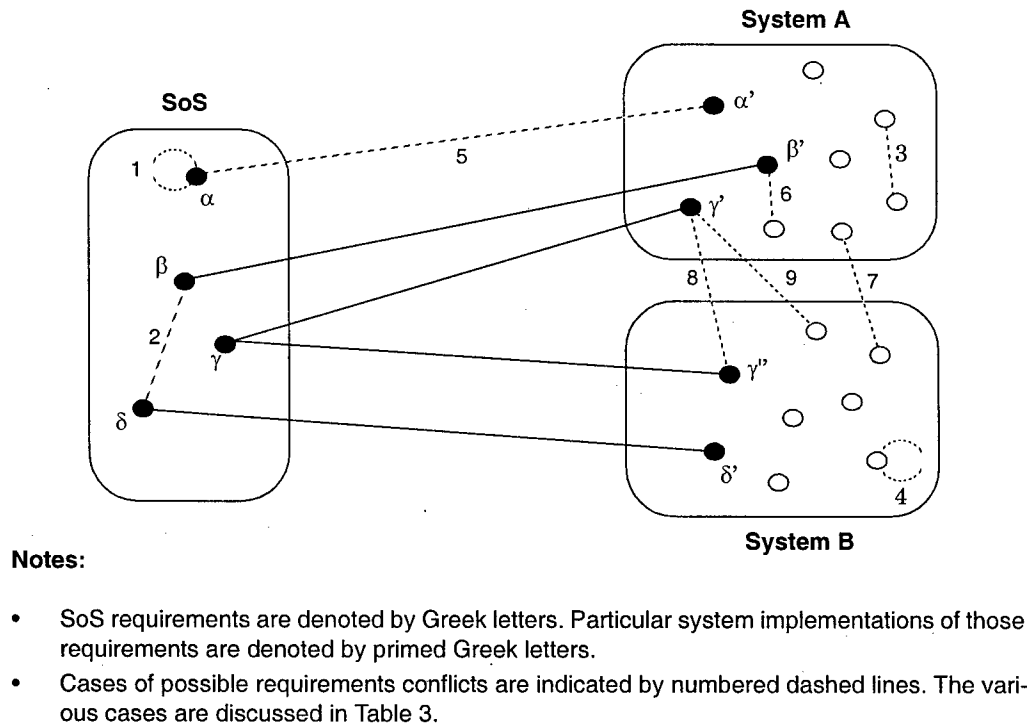 System A
SoS
α'
1
5
β'
3
α
6
γ'
β
8
9
7
2
γ
γ"
δ
δ'
4
System B
Notes:
• SoS requirements are denoted by Greek letters. Particular system implementations of those
requirements are denoted by primed Greek letters.
• Cases of possible requirements conflicts are indicated by numbered dashed lines. The vari-
ous cases are discussed in Table 3.